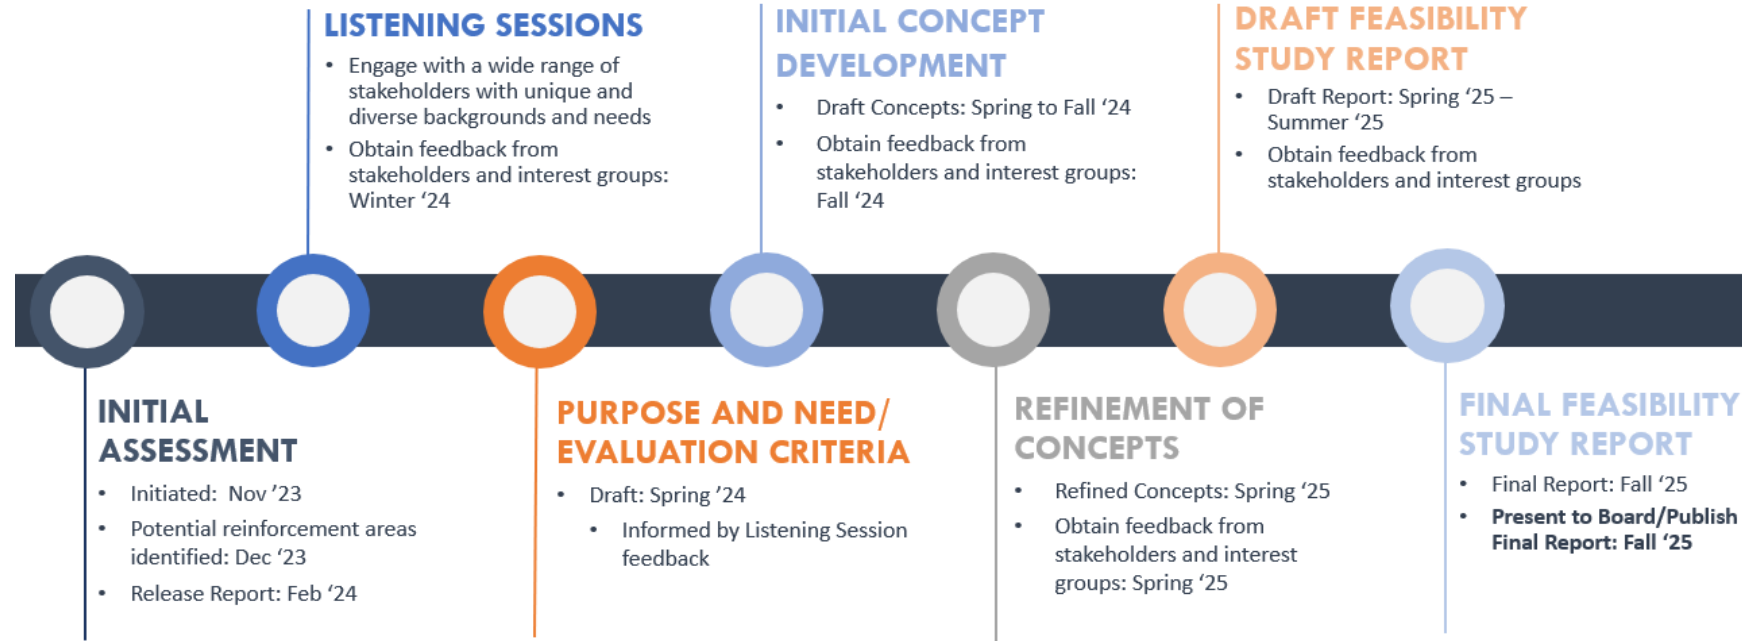 LISTENING SESSIONS
• Engage with a wide range of
stakeholders with unique and
diverse backgrounds and needs
• Obtain feedback from
stakeholders and interest groups:
Winter ‘24
INITIAL CONCEPT
DEVELOPMENT
• Draft Concepts: Spring to Fall ‘24
• Obtain feedback from
stakeholders and interest groups:
Fall ‘24
DRAFT FEASIBILITY
STUDY REPORT
• Draft Report: Spring ‘25 –
Summer ‘25
• Obtain feedback from
stakeholders and interest groups
INITIAL
ASSESSMENT
• Initiated: Nov ’23
• Potential reinforcement areas
identified: Dec ‘23
• Release Report: Feb ‘24
PURPOSE AND NEED/
EVALUATION CRITERIA
• Draft: Spring ’24
• Informed by Listening Session
feedback
REFINEMENT OF
CONCEPTS
• Refined Concepts: Spring ‘25
• Obtain feedback from
stakeholders and interest
groups: Spring ‘25
FINAL FEASIBILITY
STUDY REPORT
• Final Report: Fall ‘25
• Present to Board/Publish
Final Report: Fall ‘25